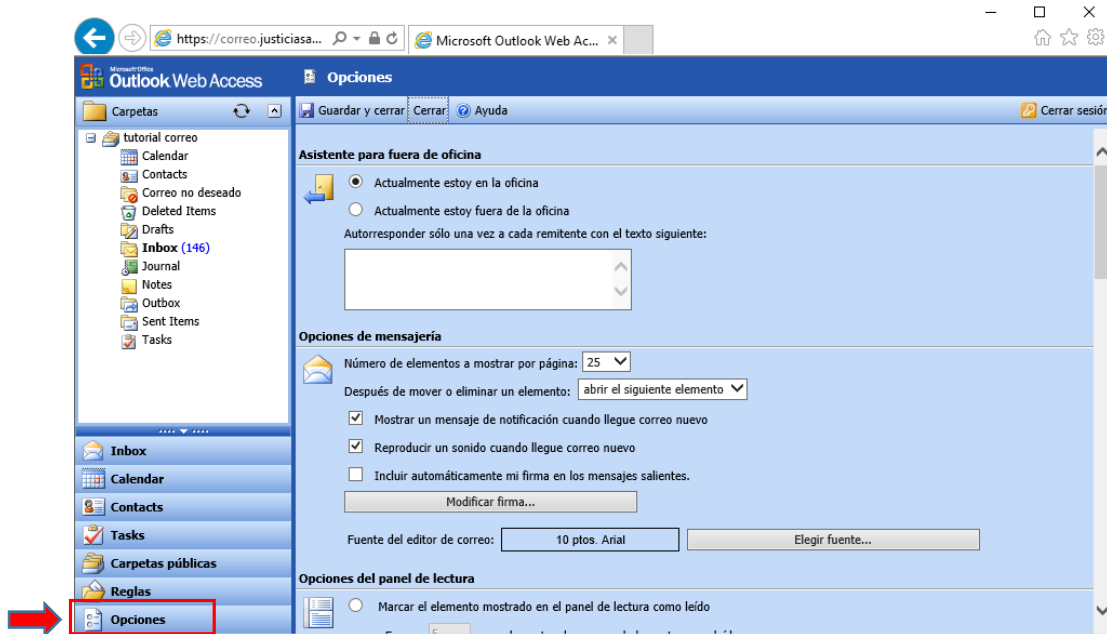 https://correo.justiciasa...
Microsoft Outlook Web Ac...
Microsoft Office
Outlook Web Access
Opciones
Carpetas
Guardar y cerrar Cerrar Ayuda
Cerrar sesión
tutorial correo
Calendar
Contacts
Correo no deseado
Deleted Items
Drafts
Inbox (146)
Journal
Notes
Outbox
Sent Items
Tasks
Inbox
Calendar
Contacts
Tasks
Carpetas públicas
Reglas
Opciones
Asistente para fuera de oficina
Actualmente estoy en la oficina
Actualmente estoy fuera de la oficina
Autorresponder sólo una vez a cada remitente con el texto siguiente:
Opciones de mensajería
Número de elementos a mostrar por página: 25
Después de mover o eliminar un elemento: abrir el siguiente elemento
Mostrar un mensaje de notificación cuando llegue correo nuevo
Reproducir un sonido cuando llegue correo nuevo
Incluir automáticamente mi firma en los mensajes salientes.
Modificar firma...
Fuente del editor de correo: 10 ptos. Arial Elegir fuente...
Opciones del panel de lectura
Marcar el elemento mostrado en el panel de lectura como leído